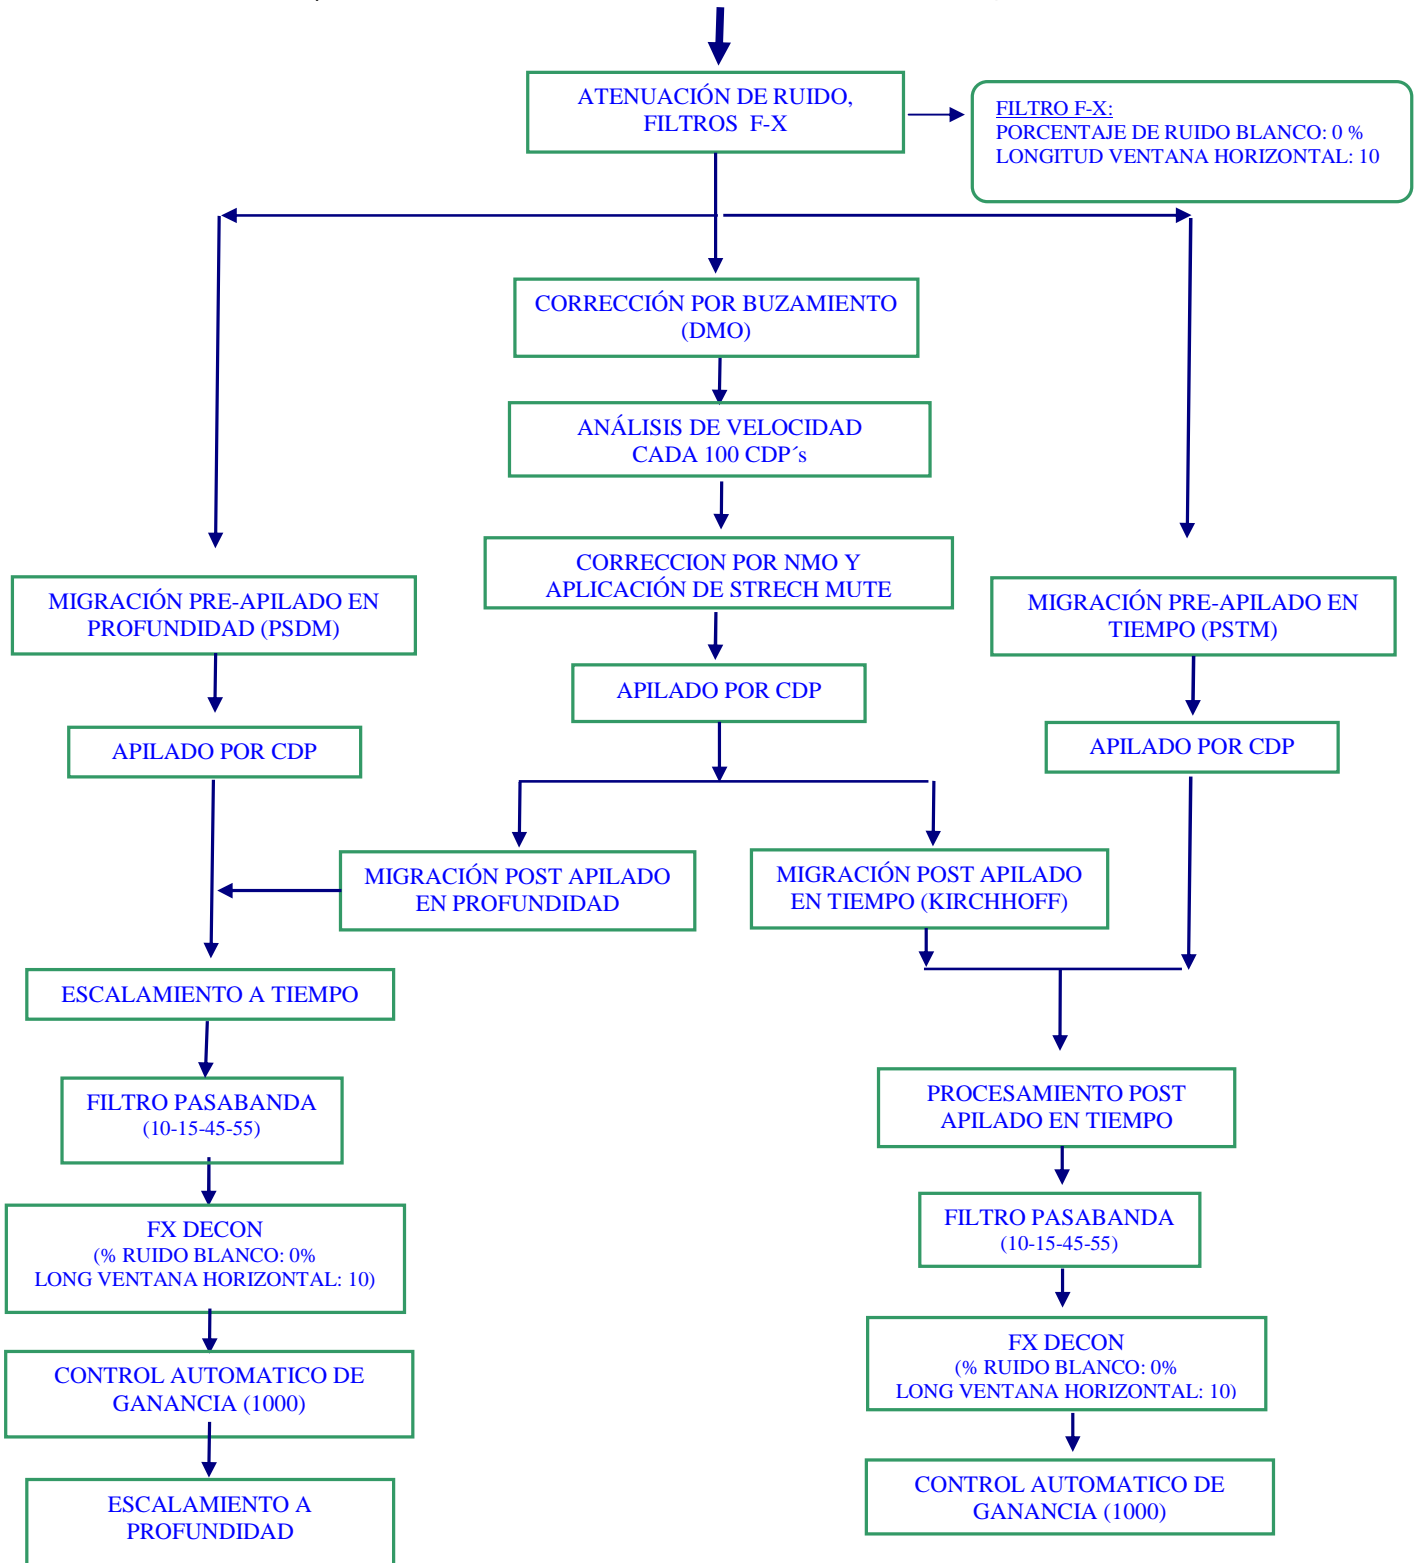 ATENUACIÓN DE RUIDO,
FILTROS F-X
FILTRO F-X:
PORCENTAJE DE RUIDO BLANCO: 0 %
LONGITUD VENTANA HORIZONTAL: 10
CORRECCIÓN POR BUZAMIENTO
(DMO)
ANÁLISIS DE VELOCIDAD
CADA 100 CDP´s
CORRECCION POR NMO Y
APLICACIÓN DE STRECH MUTE
MIGRACIÓN PRE-APILADO EN
PROFUNDIDAD (PSDM)
MIGRACIÓN PRE-APILADO EN
TIEMPO (PSTM)
APILADO POR CDP
APILADO POR CDP
APILADO POR CDP
MIGRACIÓN POST APILADO
EN PROFUNDIDAD
MIGRACIÓN POST APILADO
EN TIEMPO (KIRCHHOFF)
ESCALAMIENTO A TIEMPO
FILTRO PASABANDA
(10-15-45-55)
PROCESAMIENTO POST
APILADO EN TIEMPO
FX DECON
(% RUIDO BLANCO: 0%
LONG VENTANA HORIZONTAL: 10)
FILTRO PASABANDA
(10-15-45-55)
CONTROL AUTOMATICO DE
GANANCIA (1000)
FX DECON
(% RUIDO BLANCO: 0%
LONG VENTANA HORIZONTAL: 10)
ESCALAMIENTO A
PROFUNDIDAD
CONTROL AUTOMATICO DE
GANANCIA (1000)